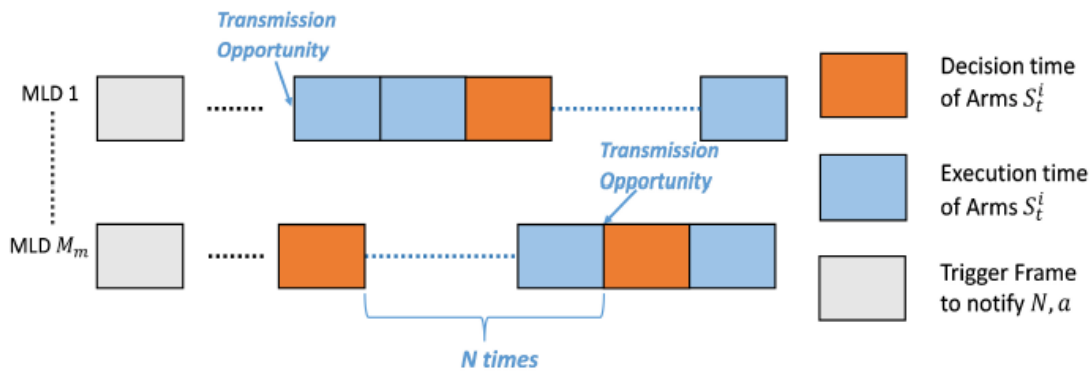 Transmission
Opportunity
MLD 1
Transmission
Opportunity
MLD $M_m$
N times
Decision time
of Arms $S_t^i$
Execution time
of Arms $S_t^i$
Trigger Frame
to notify $N, a$